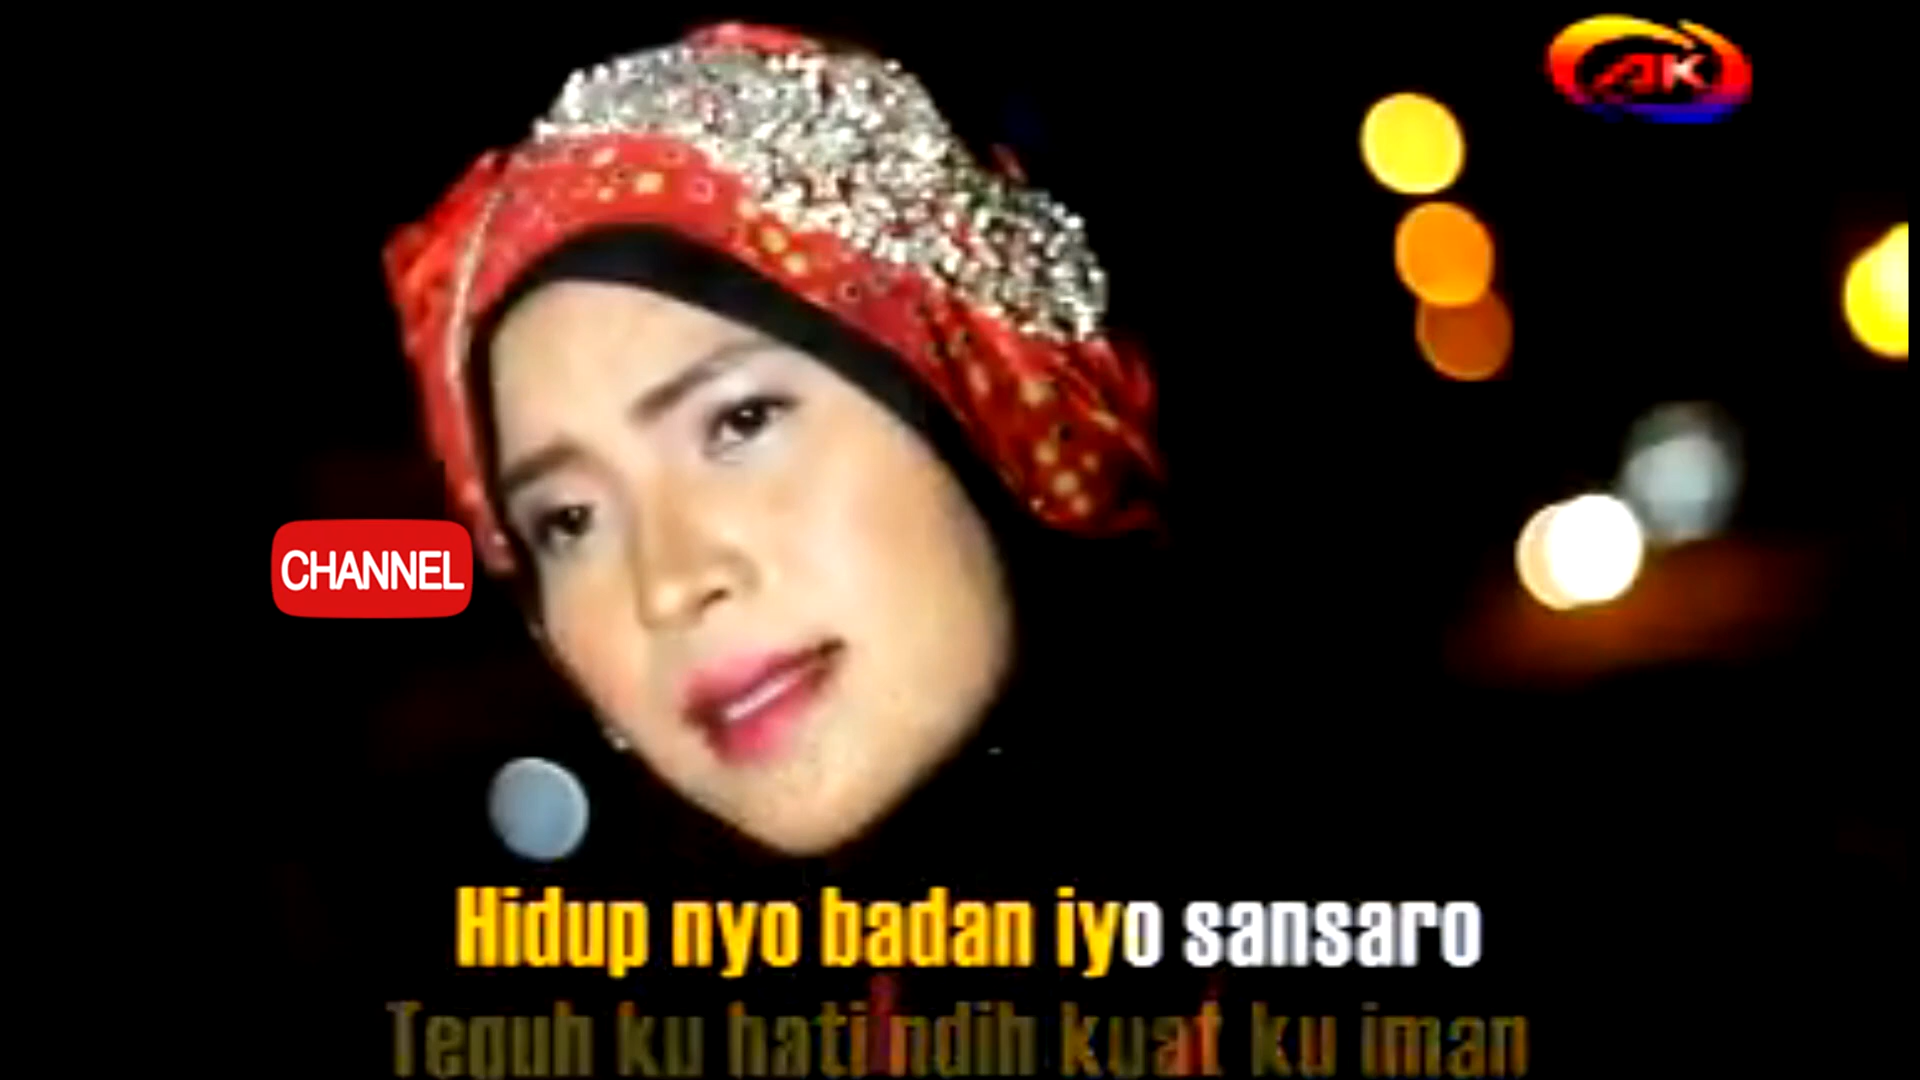 AK
CHANNEL
Hidup nyo badan iyo sansaro
Teguh ku hati ndih kuat ku iman